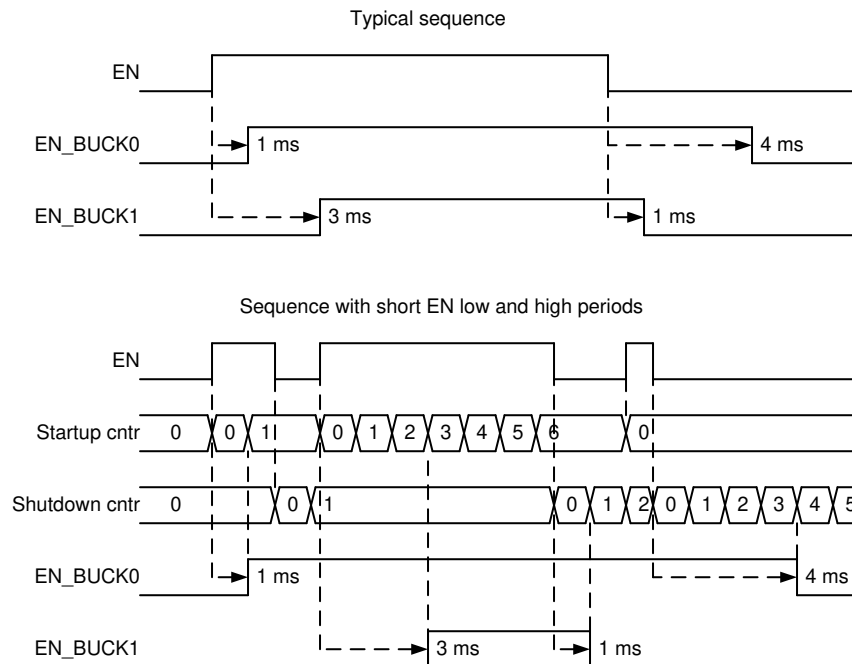 Typical sequence
EN
EN_BUCK0 1 ms 4 ms
EN_BUCK1 3 ms 1 ms
Sequence with short EN low and high periods
EN
Startup cntr 0 0 1 0 1 2 3 4 5 6 0
Shutdown cntr 0 0 1 0 1 2 0 1 2 3 4 5
EN_BUCK0 1 ms 4 ms
EN_BUCK1 3 ms 1 ms